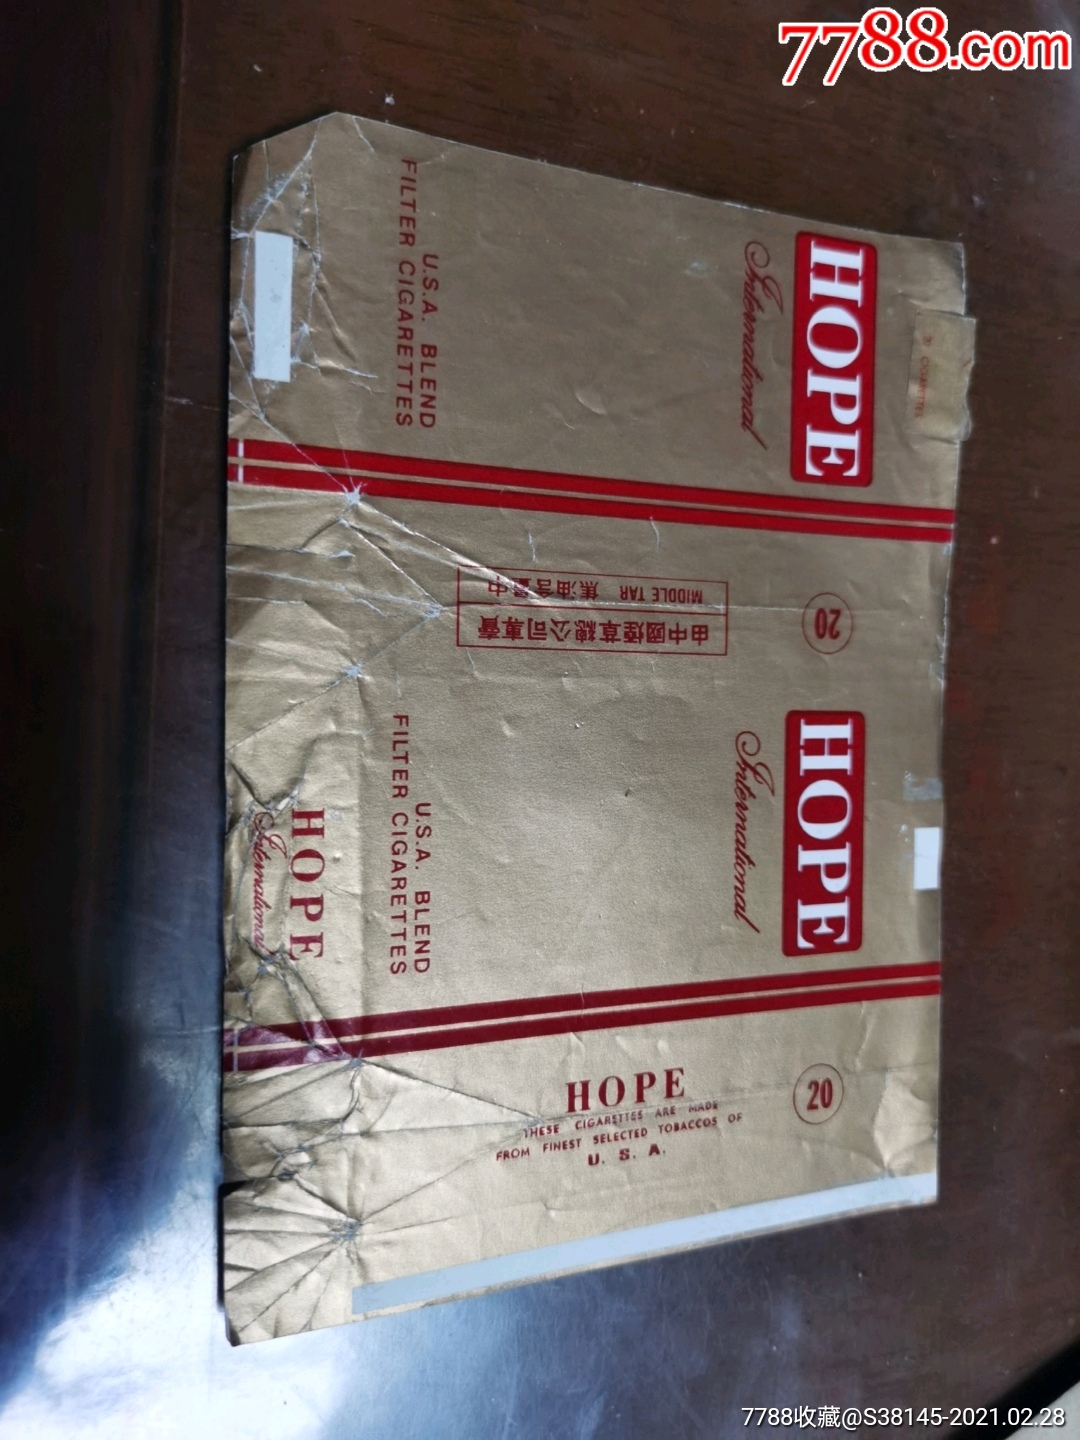 7788.com
HOPE
International
U.S.A. BLEND
FILTER CIGARETTES
20 CIGARETTES
由中國煙草總公司專賣
MIDDLE TAR 焦油含量中
20
HOPE
International
U.S.A. BLEND
FILTER CIGARETTES
HOPE
International
20
HOPE
THESE CIGARETTES ARE MADE
FROM FINEST SELECTED TOBACCOS OF
U. S. A.
7788收藏@S38145-2021.02.28